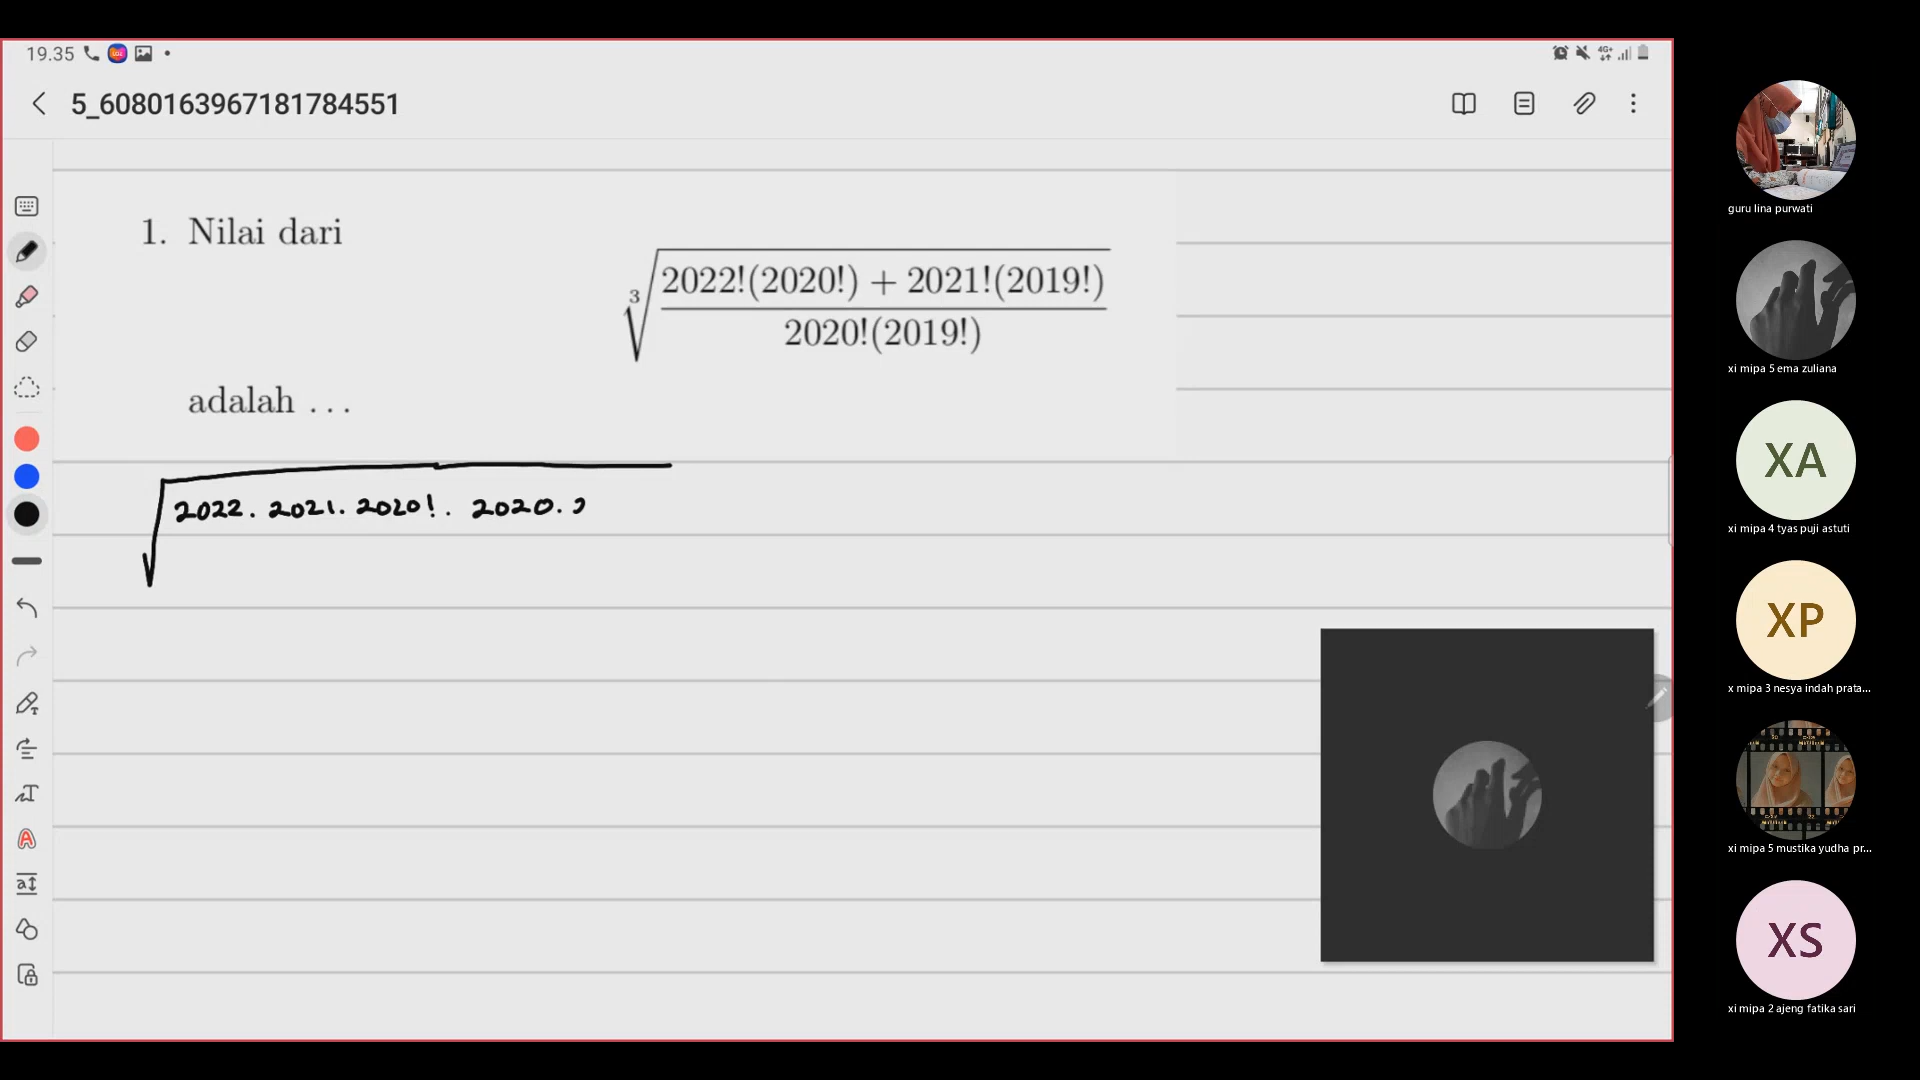 19.35
4G+
5_6080163967181784551
1. Nilai dari
3√ 2022!(2020!) + 2021!(2019!)
2020!(2019!)
adalah ...
√ 2022. 2021. 2020!. 2020.
guru lina purwati
xi mipa 5 ema zuliana
XA
xi mipa 4 tyas puji astuti
XP
x mipa 3 nesya indah prata...
xi mipa 5 mustika yudha pr...
XS
xi mipa 2 ajeng fatika sari